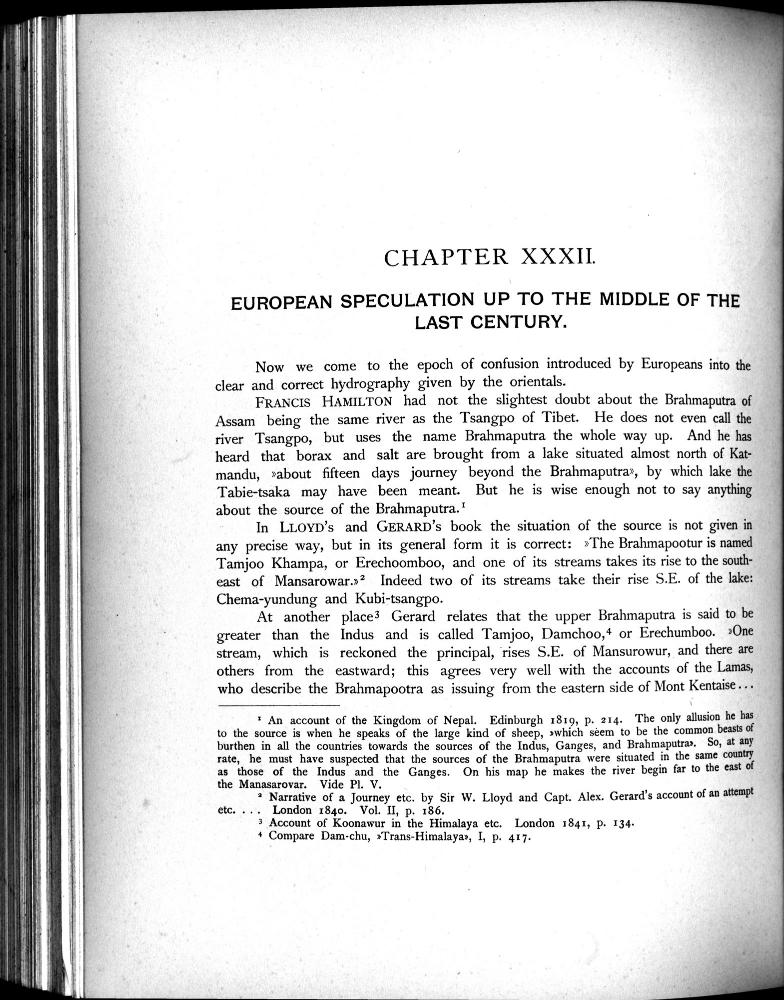 CHAPTER XXXII.
EUROPEAN SPECULATION UP TO THE MIDDLE OF THE
LAST CENTURY.
Now we come to the epoch of confusion introduced by Europeans into the
clear and correct hydrography given by the orientals.
FRANCIS HAMILTON had not the slightest doubt about the Brahmaputra of
Assam being the same river as the Tsangpo of Tibet. He does not even call the
river Tsangpo, but uses the name Brahmaputra the whole way up. And he has
heard that borax and salt are brought from a lake situated almost north of Kat-
mandu, »about fifteen days journey beyond the Brahmaputra», by which lake the
Tabie-tsaka may have been meant. But he is wise enough not to say anything
about the source of the Brahmaputra.¹
In LLOYD's and GERARD's book the situation of the source is not given in
any precise way, but in its general form it is correct: »The Brahmapootur is named
Tamjoo Khampa, or Erechoomboo, and one of its streams takes its rise to the south-
east of Mansarowar.»² Indeed two of its streams take their rise S.E. of the lake:
Chema-yundung and Kubi-tsangpo.
At another place³ Gerard relates that the upper Brahmaputra is said to be
greater than the Indus and is called Tamjoo, Damchoo,⁴ or Erechumboo. »One
stream, which is reckoned the principal, rises S.E. of Mansurowur, and there are
others from the eastward; this agrees very well with the accounts of the Lamas,
who describe the Brahmapootra as issuing from the eastern side of Mont Kentaise...
¹ An account of the Kingdom of Nepal. Edinburgh 1819, p. 214. The only allusion he has
to the source is when he speaks of the large kind of sheep, »which seem to be the common beasts of
burthen in all the countries towards the sources of the Indus, Ganges, and Brahmaputra». So, at any
rate, he must have suspected that the sources of the Brahmaputra were situated in the same country
as those of the Indus and the Ganges. On his map he makes the river begin far to the east of
the Manasarovar. Vide Pl. V.
² Narrative of a Journey etc. by Sir W. Lloyd and Capt. Alex. Gerard's account of an attempt
etc. . . . London 1840. Vol. II, p. 186.
³ Account of Koonawur in the Himalaya etc. London 1841, p. 134.
⁴ Compare Dam-chu, »Trans-Himalaya», I, p. 417.